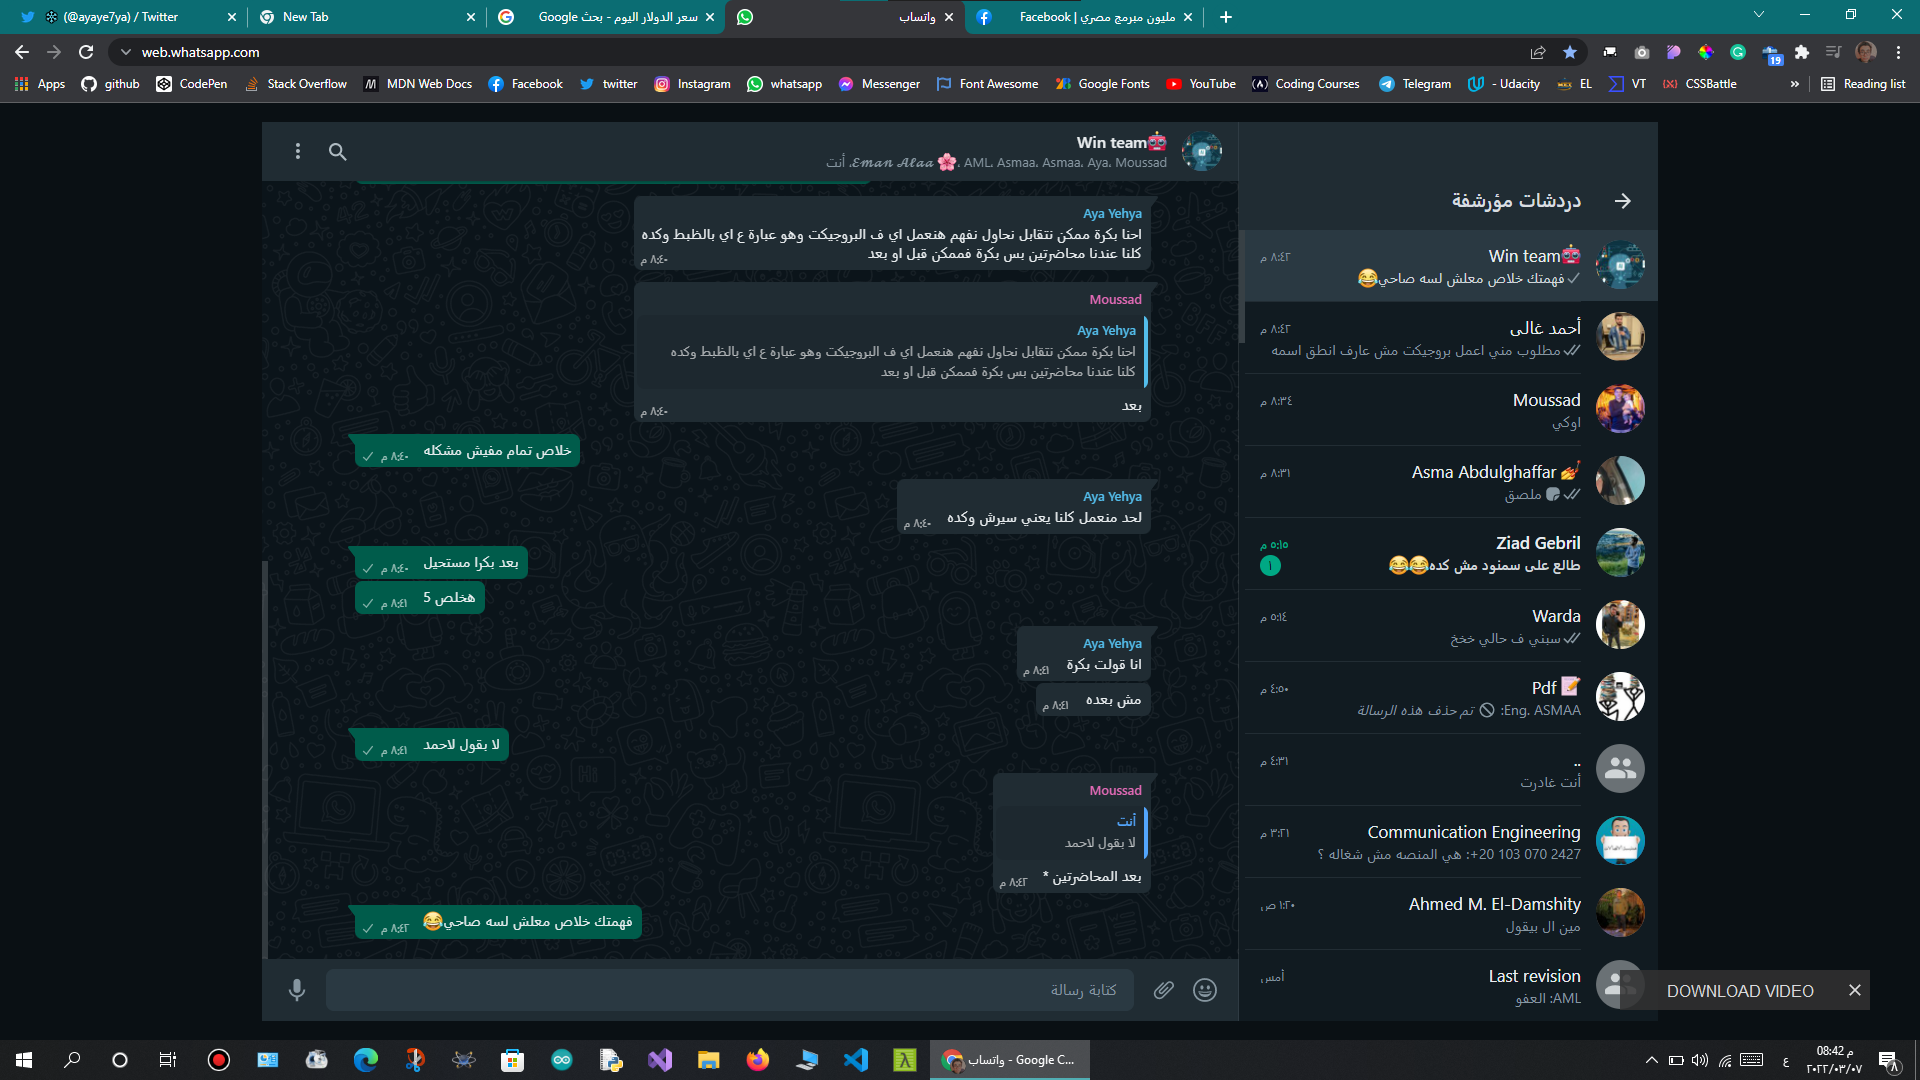 (@ayaye7ya) / Twitter
New Tab
سعر الدولار اليوم - بحث Google
واتساب
مليون مبرمج مصري | Facebook
web.whatsapp.com
19
Apps
github
CodePen
Stack Overflow
MDN Web Docs
Facebook
twitter
Instagram
whatsapp
Messenger
Font Awesome
Google Fonts
YouTube
Coding Courses
Telegram
- Udacity
EL
VT
CSSBattle
»
Reading list
Win team🤖
أنت ،𝓔𝓶𝓪𝓷 𝓐𝓵𝓪𝓪 🌸 ،AML، Asmaa، Asmaa، Aya، Moussad
Aya Yehya
احنا بكرة ممكن نتقابل نحاول نفهم هنعمل اي ف البروجيكت وهو عبارة ع اي بالظبط وكده
كلنا عندنا محاضرتين بس بكرة فممكن قبل او بعد
٨:٤٠ م
Moussad
Aya Yehya
احنا بكرة ممكن نتقابل نحاول نفهم هنعمل اي ف البروجيكت وهو عبارة ع اي بالظبط وكده
كلنا عندنا محاضرتين بس بكرة فممكن قبل او بعد
بعد
٨:٤٠ م
خلاص تمام مفيش مشكله
٨:٤٠ م
Aya Yehya
لحد منعمل كلنا يعني سيرش وكده
٨:٤٠ م
بعد بكرا مستحيل
٨:٤٠ م
هخلص 5
٨:٤١ م
Aya Yehya
انا قولت بكرة
٨:٤١ م
مش بعده
٨:٤١ م
لا بقول لاحمد
٨:٤١ م
Moussad
أنت
لا بقول لاحمد
بعد المحاضرتين *
٨:٤٢ م
فهمتك خلاص معلش لسه صاحي😂
٨:٤٢ م
كتابة رسالة
دردشات مؤرشفة
Win team🤖
٨:٤٢ م
فهمتك خلاص معلش لسه صاحي😂
أحمد غالى
٨:٤٢ م
مطلوب مني اعمل بروجيكت مش عارف انطق اسمه
Moussad
٨:٣٤ م
اوكي
Asma Abdulghaffar 💅
٨:٣١ م
ملصق
Ziad Gebril
٥:١٥ م
طالع على سمنود مش كده😂😂
١
Warda
٥:١٤ م
سبني ف حالي خخخ
Pdf 📝
٤:٥٠ م
Eng. ASMAA: تم حذف هذه الرسالة
..
٤:٣١ م
أنت غادرت
Communication Engineering
٣:٢١ م
+20 103 070 2427: هي المنصه مش شغاله ؟
Ahmed M. El-Damshity
١:٢٠ ص
مين ال بيقول
Last revision
أمس
AML: العفو
DOWNLOAD VIDEO
واتساب - Google C...
ع
08:42 م
٢٠٢٢/٠٣/٠٧
٨